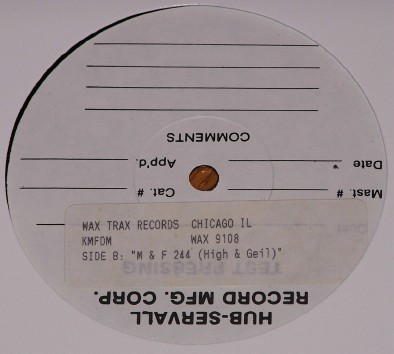 HUB-SERVALL
RECORD MFG. CORP.
TEST PRESSING
WAX TRAX RECORDS CHICAGO IL
KMFDM WAX 9108
SIDE B: "M & F 244 (High & Geil)"
Mast. # Cat. #
Date App'd.
COMMENTS